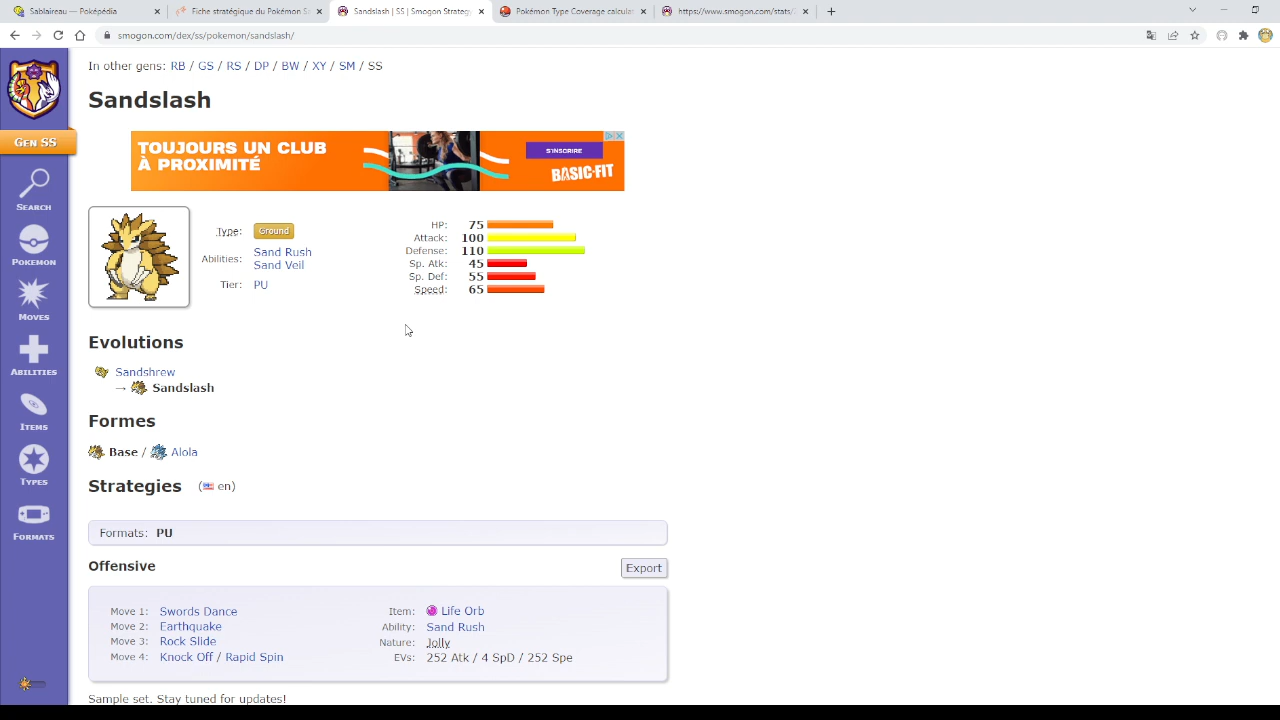 Sablaireau — Poképédia
Fiche stratégique du Pokémon S
Sandslash | SS | Smogon Strateg
Pokémon Type Coverage calcula
https://www.smogon.com/stats/
smogon.com/dex/ss/pokemon/sandslash/
In other gens: RB / GS / RS / DP / BW / XY / SM / SS
Sandslash
TOUJOURS UN CLUB
À PROXIMITÉ
S'INSCRIRE
BASIC-FIT
GEN SS
SEARCH
POKEMON
MOVES
ABILITIES
ITEMS
TYPES
FORMATS
Type: Ground
Abilities: Sand Rush
Sand Veil
Tier: PU
HP: 75
Attack: 100
Defense: 110
Sp. Atk: 45
Sp. Def: 55
Speed: 65
Evolutions
Sandshrew
→ Sandslash
Formes
Base / Alola
Strategies (en)
Formats: PU
Offensive
Export
Move 1: Swords Dance
Move 2: Earthquake
Move 3: Rock Slide
Move 4: Knock Off / Rapid Spin
Item: Life Orb
Ability: Sand Rush
Nature: Jolly
EVs: 252 Atk / 4 SpD / 252 Spe
Sample set. Stay tuned for updates!